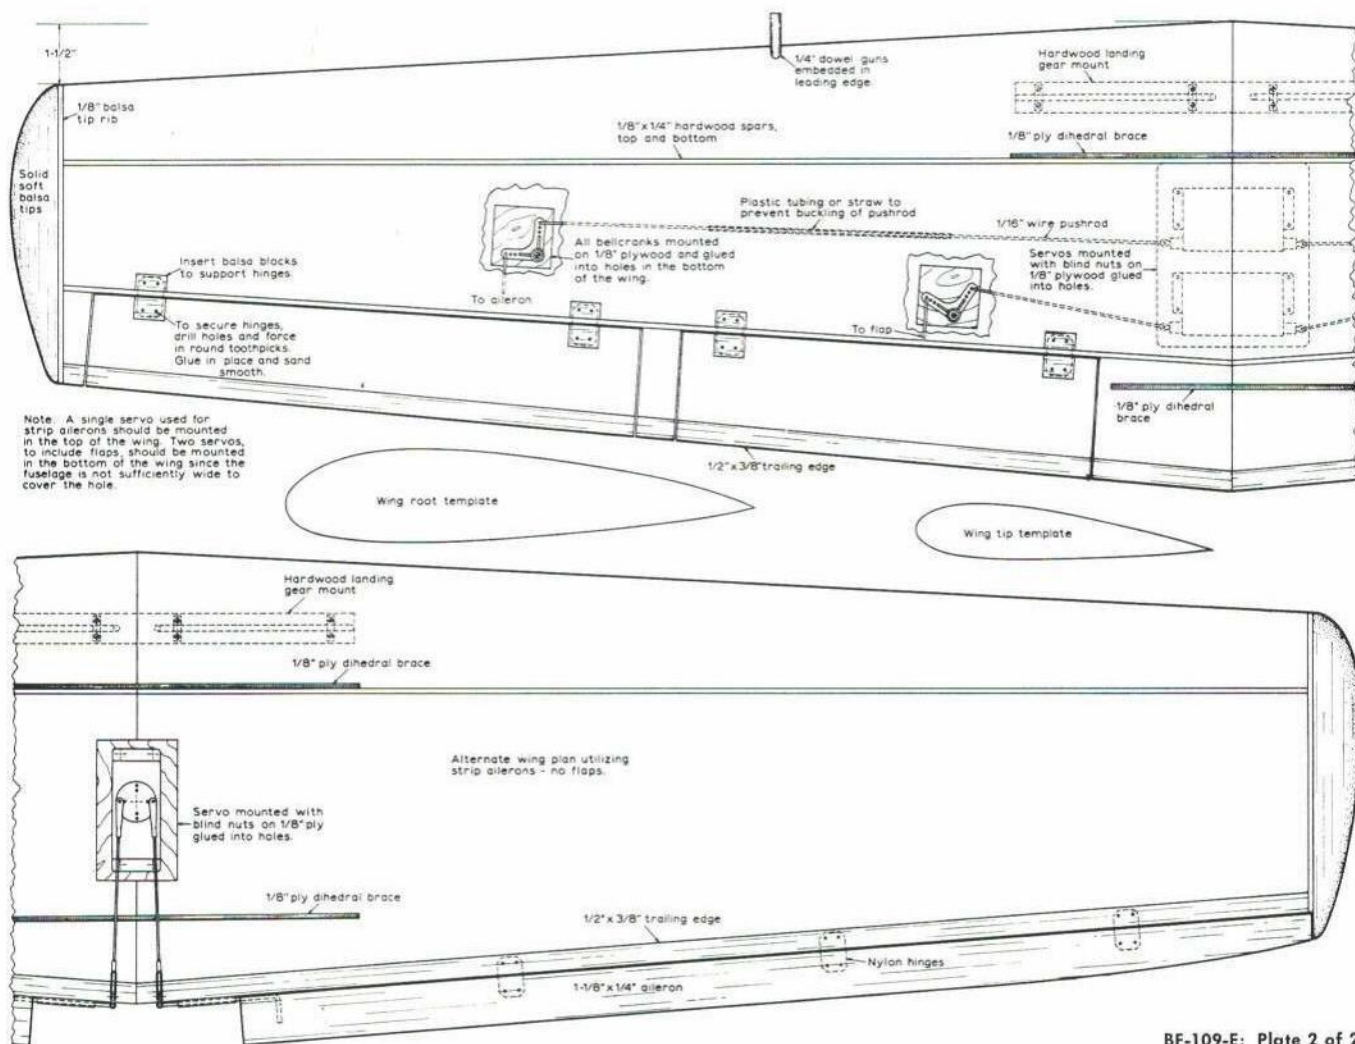 1-1/2"
1/4" dowel guns
embedded in
leading edge
Hardwood landing
gear mount
1/8" balsa
tip rib
1/8" x 1/4" hardwood spars,
top and bottom
1/8" ply dihedral brace
Solid
soft
balsa
tips
Plastic tubing or straw to
prevent buckling of pushrod
1/16" wire pushrod
All bellcranks mounted
on 1/8" plywood and glued
into holes in the bottom
of the wing.
Servos mounted
with blind nuts on
1/8" plywood glued
into holes.
Insert balsa blocks
to support hinges
To aileron
To flap
To secure hinges,
drill holes and force
in round toothpicks.
Glue in place and sand
smooth.
1/8" ply dihedral
brace
Note: A single servo used for
strip ailerons should be mounted
in the top of the wing. Two servos,
to include flaps, should be mounted
in the bottom of the wing since the
fuselage is not sufficiently wide to
cover the hole.
1/2" x 3/8" trailing edge
Wing root template
Wing tip template
Hardwood landing
gear mount
1/8" ply dihedral brace
Alternate wing plan utilizing
strip ailerons - no flaps.
Servo mounted with
blind nuts on 1/8" ply
glued into holes.
1/8" ply dihedral brace
1/2" x 3/8" trailing edge
Nylon hinges
1-1/8" x 1/4" aileron
BF-109-E: Plate 2 of 2